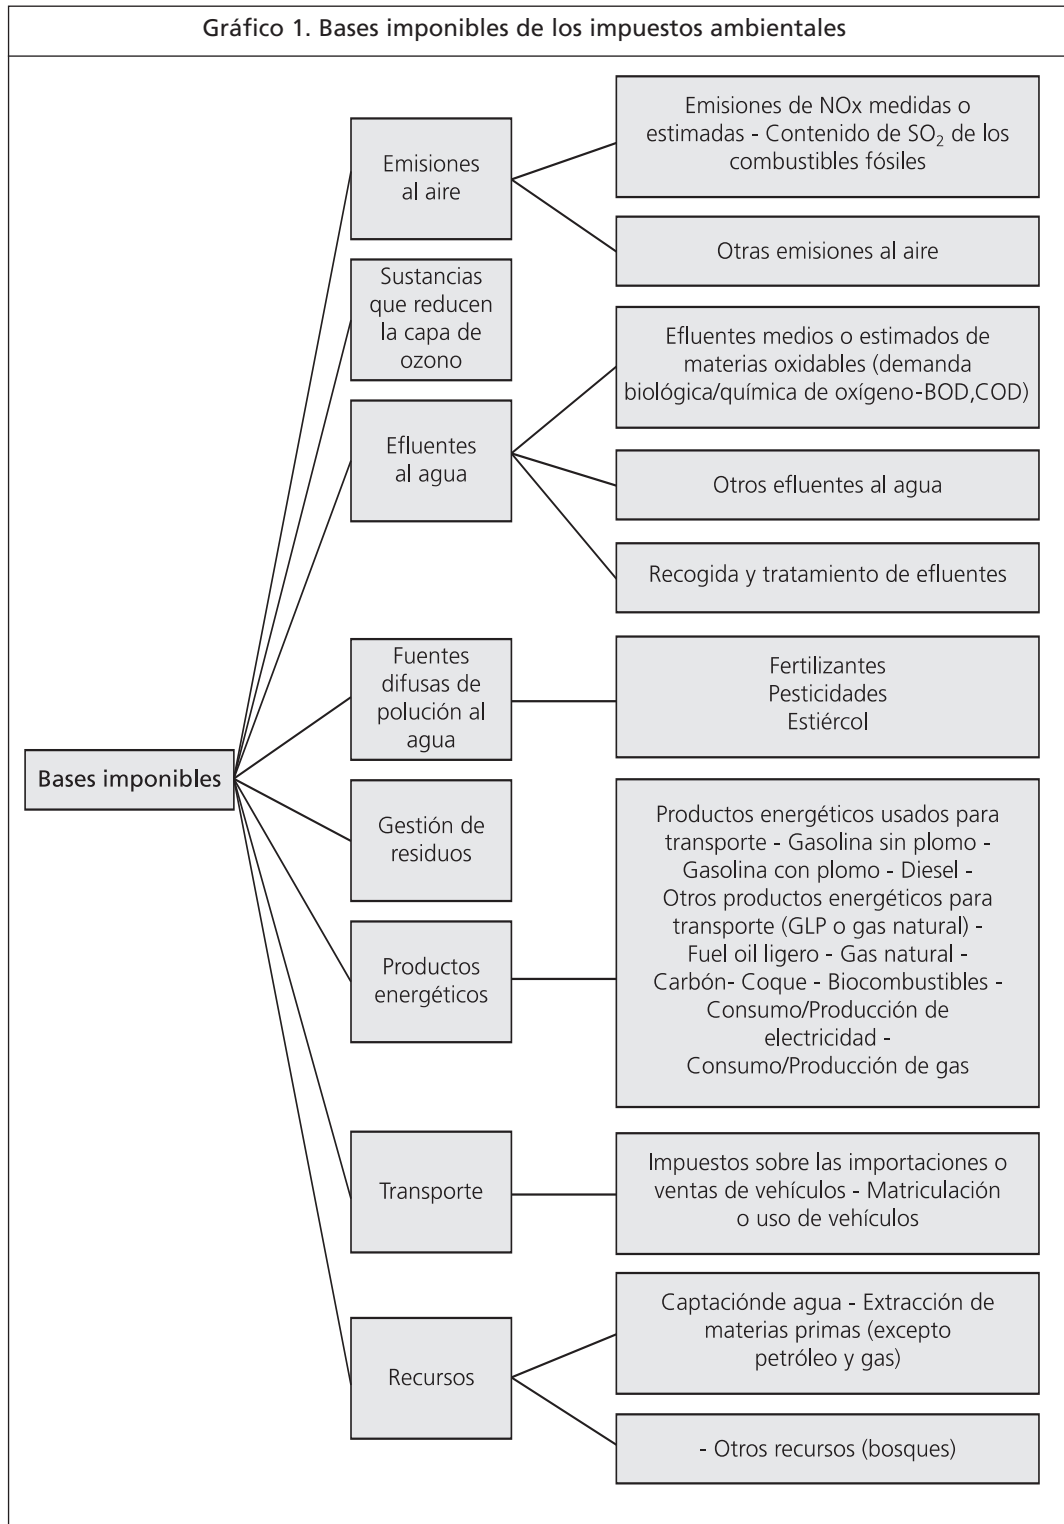 Gráfico 1. Bases imponibles de los impuestos ambientales
Bases imponibles
Emisiones
al aire
Emisiones de NOx medidas o
estimadas - Contenido de SO₂ de los
combustibles fósiles
Otras emisiones al aire
Sustancias
que reducen
la capa de
ozono
Efluentes
al agua
Efluentes medios o estimados de
materias oxidables (demanda
biológica/química de oxígeno-BOD,COD)
Otros efluentes al agua
Recogida y tratamiento de efluentes
Fuentes
difusas de
polución al
agua
Fertilizantes
Pesticidades
Estiércol
Gestión de
residuos
Productos
energéticos
Productos energéticos usados para
transporte - Gasolina sin plomo -
Gasolina con plomo - Diesel -
Otros productos energéticos para
transporte (GLP o gas natural) -
Fuel oil ligero - Gas natural -
Carbón- Coque - Biocombustibles -
Consumo/Producción de
electricidad -
Consumo/Producción de gas
Transporte
Impuestos sobre las importaciones o
ventas de vehículos - Matriculación
o uso de vehículos
Recursos
Captaciónde agua - Extracción de
materias primas (excepto
petróleo y gas)
- Otros recursos (bosques)